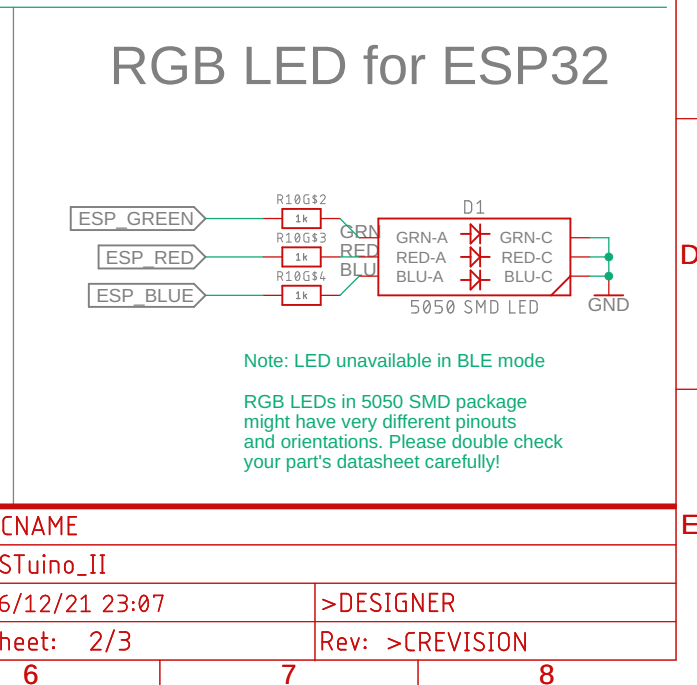 RGB LED for ESP32
D
ESP_GREEN
R10G$2
1k
GRN
ESP_RED
R10G$3
1k
RED
ESP_BLUE
R10G$4
1k
BLU
D1
GRN-A GRN-C
RED-A RED-C
BLU-A BLU-C
5050 SMD LED
GND
Note: LED unavailable in BLE mode
RGB LEDs in 5050 SMD package
might have very different pinouts
and orientations. Please double check
your part's datasheet carefully!
E
CNAME
STuino_II
6/12/21 23:07
>DESIGNER
heet: 2/3
Rev: >CREVISION
6 7 8